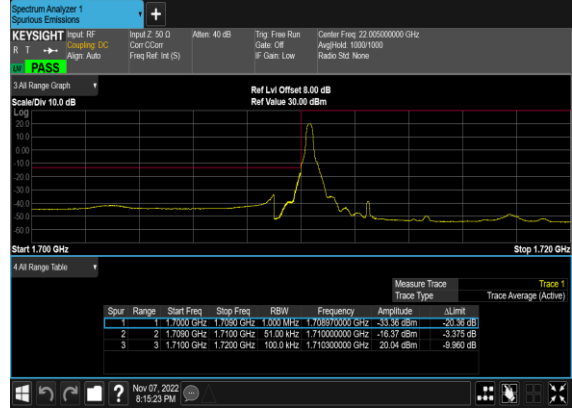 Spectrum Analyzer 1
Spurious Emissions
KEYSIGHT Input: RF
R T Coupling: DC
Align: Auto
Input Z: 50 Ω
Corr CCorr
Freq Ref: Int (S)
Atten: 40 dB
Trig: Free Run
Gate: Off
IF Gain: Low
Center Freq: 22.005000000 GHz
Avg|Hold: 1000/1000
Radio Std: None
PASS
3 All Range Graph
Scale/Div 10.0 dB
Ref Lvl Offset 8.00 dB
Ref Value 30.00 dBm
Log
20.0
10.0
0.00
-10.0
-20.0
-30.0
-40.0
-50.0
-60.0
Start 1.700 GHz Stop 1.720 GHz
4 All Range Table
Measure Trace Trace 1
Trace Type Trace Average (Active)
Spur Range Start Freq Stop Freq RBW Frequency Amplitude ΔLimit
1 1 1.7000 GHz 1.7090 GHz 1.000 MHz 1.708970000 GHz -33.36 dBm -20.36 dB
2 2 1.7090 GHz 1.7100 GHz 51.00 kHz 1.710000000 GHz -16.37 dBm -3.375 dB
3 3 1.7100 GHz 1.7200 GHz 100.0 kHz 1.710300000 GHz 20.04 dBm -9.960 dB
Nov 07, 2022
8:15:23 PM